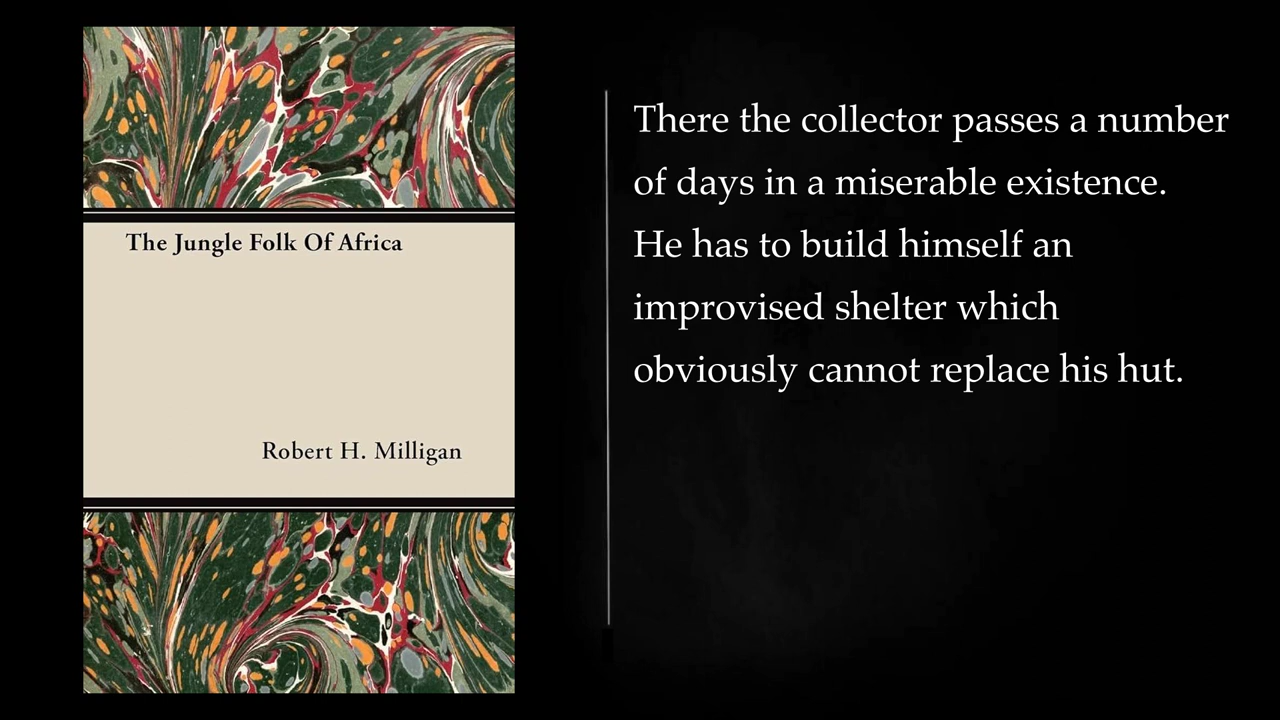 The Jungle Folk Of Africa
Robert H. Milligan
There the collector passes a number
of days in a miserable existence.
He has to build himself an
improvised shelter which
obviously cannot replace his hut.